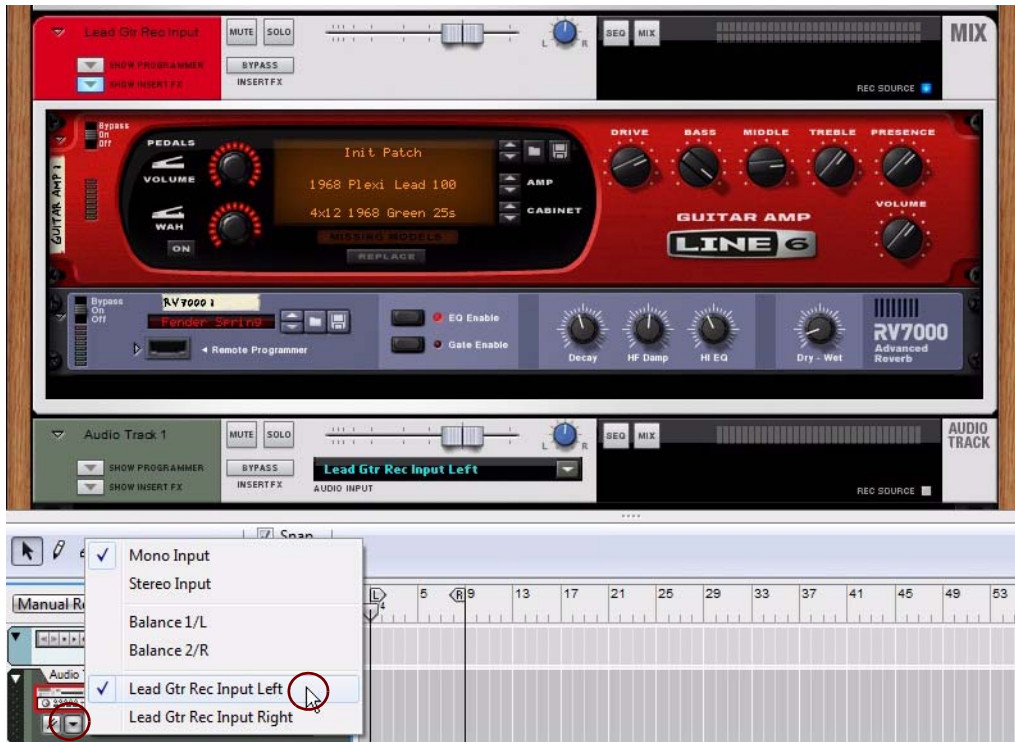 Lead Gtr Rec Input
MUTE SOLO
L R
SEQ MIX
MIX
SHOW PROGRAMMER
BYPASS
SHOW INSERT FX
INSERT FX
REC SOURCE
Bypass
On
Off
GUITAR AMP 1
PEDALS
VOLUME
WAH
ON
Init Patch
1968 Plexi Lead 100
4x12 1968 Green 25s
MISSING MODELS
REPLACE
AMP
CABINET
DRIVE BASS MIDDLE TREBLE PRESENCE
VOLUME
GUITAR AMP
LINE 6
Bypass
On
Off
RV7000 1
Fender Spring
Remote Programmer
EQ Enable
Gate Enable
Decay HF Damp HI EQ Dry - Wet
RV7000
Advanced
Reverb
Audio Track 1
MUTE SOLO
L R
SEQ MIX
AUDIO
TRACK
SHOW PROGRAMMER
BYPASS
Lead Gtr Rec Input Left
SHOW INSERT FX
INSERT FX
AUDIO INPUT
REC SOURCE
Snap
Mono Input
Stereo Input
Balance 1/L
Balance 2/R
Lead Gtr Rec Input Left
Lead Gtr Rec Input Right
Manual R
L 5 R 9 13 17 21 25 29 33 37 41 45 49 53
4
Audio